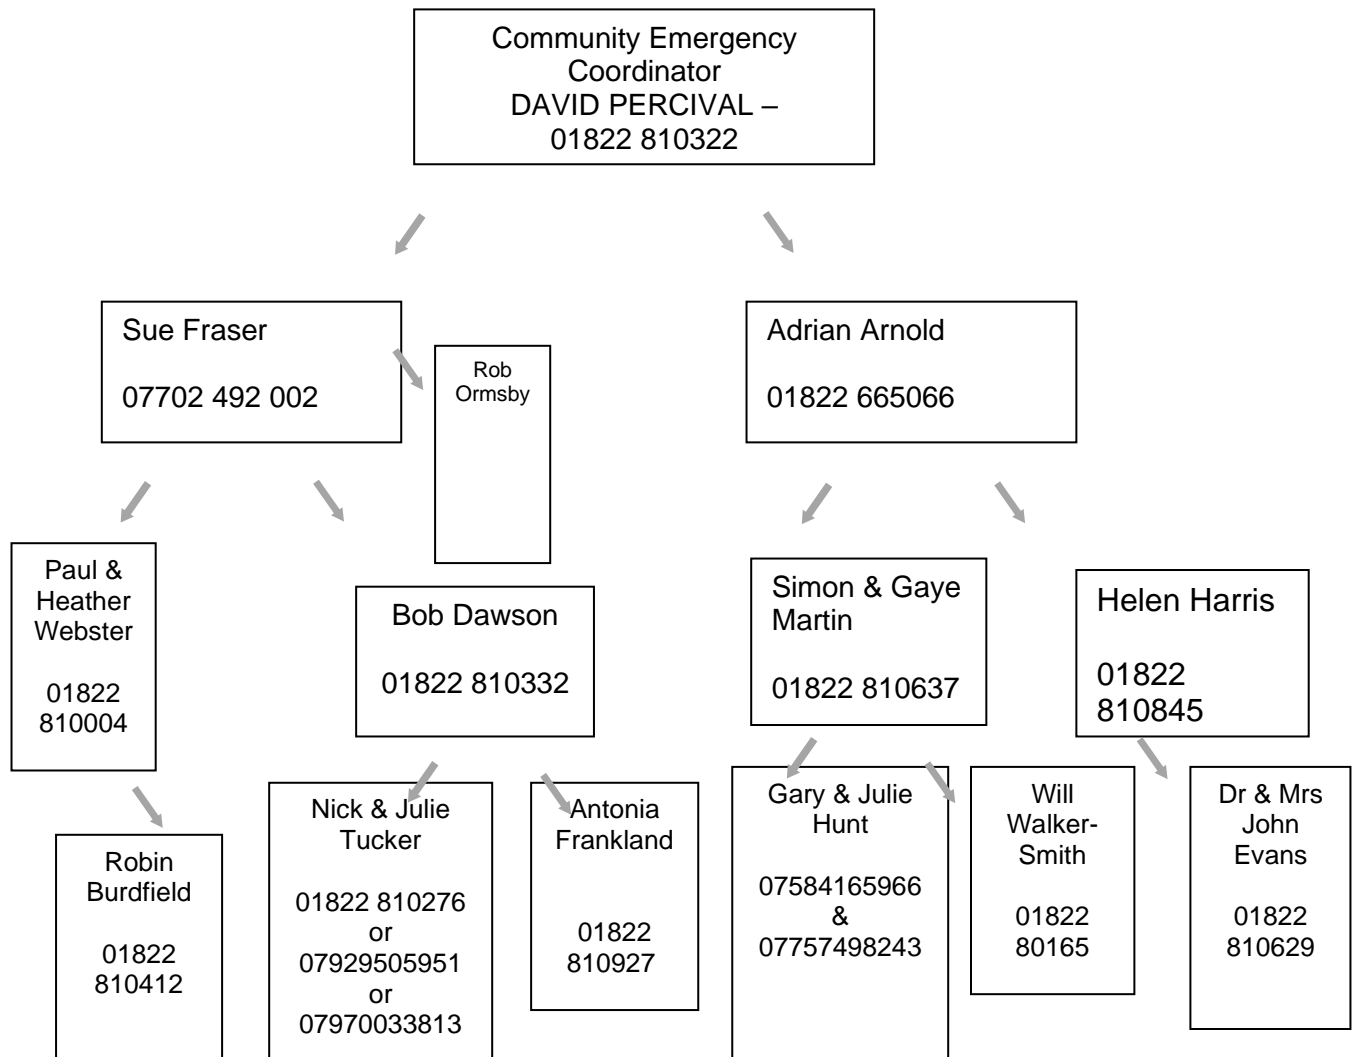 Community Emergency
Coordinator
DAVID PERCIVAL –
01822 810322
Sue Fraser
07702 492 002
Rob
Ormsby
Adrian Arnold
01822 665066
Paul &
Heather
Webster
01822
810004
Bob Dawson
01822 810332
Simon & Gaye
Martin
01822 810637
Helen Harris
01822
810845
Robin
Burdfield
01822
810412
Nick & Julie
Tucker
01822 810276
or
07929505951
or
07970033813
Antonia
Frankland
01822
810927
Gary & Julie
Hunt
07584165966
&
07757498243
Will
Walker-
Smith
01822
80165
Dr & Mrs
John
Evans
01822
810629